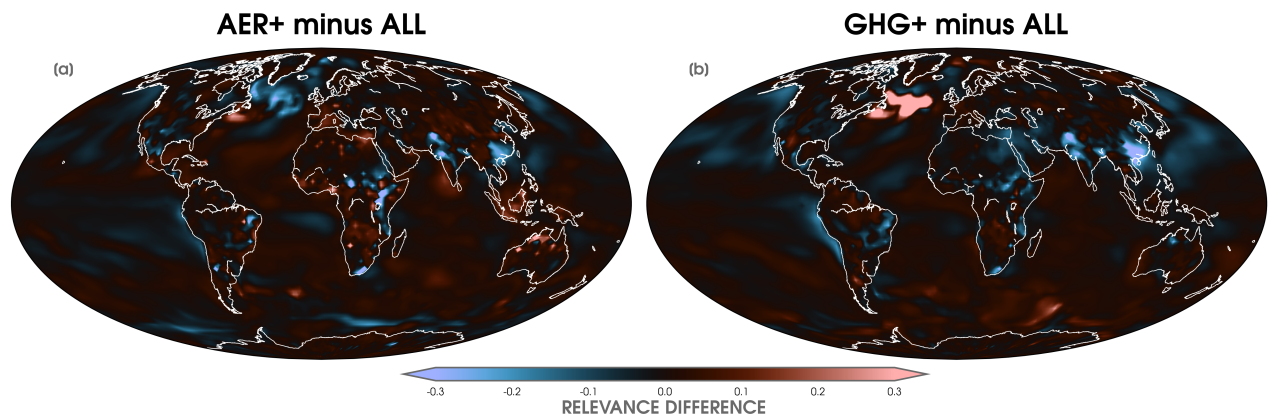 AER+ minus ALL
GHG+ minus ALL
(a)
(b)
-0.3 -0.2 -0.1 0.0 0.1 0.2 0.3
RELEVANCE DIFFERENCE